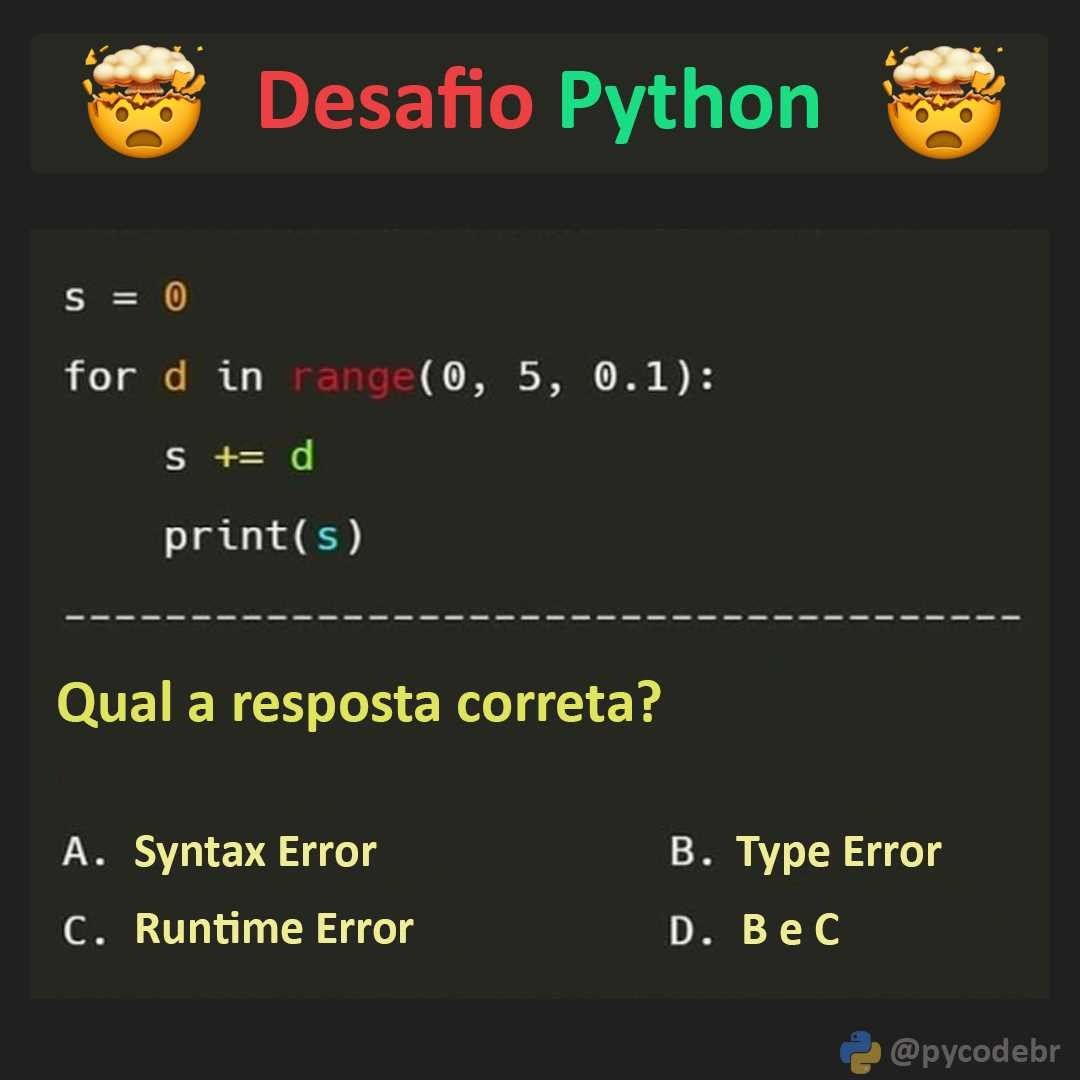 Desafio Python
s = 0
for d in range(0, 5, 0.1):
    s += d
    print(s)
---------------------------------------
Qual a resposta correta?
A. Syntax Error
B. Type Error
C. Runtime Error
D. B e C
@pycodebr